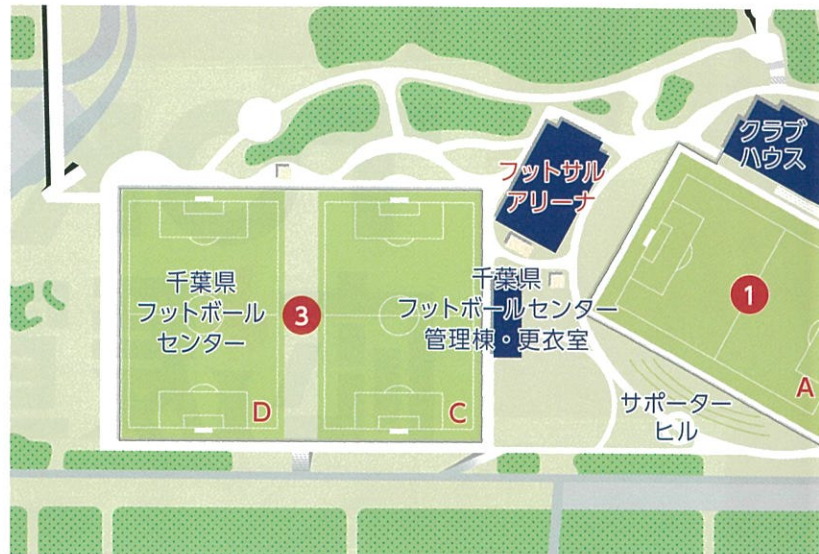 クラブ
ハウス
フットサル
アリーナ
千葉県
フットボール
センター
3
千葉県
フットボールセンター
管理棟・更衣室
1
D
C
サポーター
ヒル
A